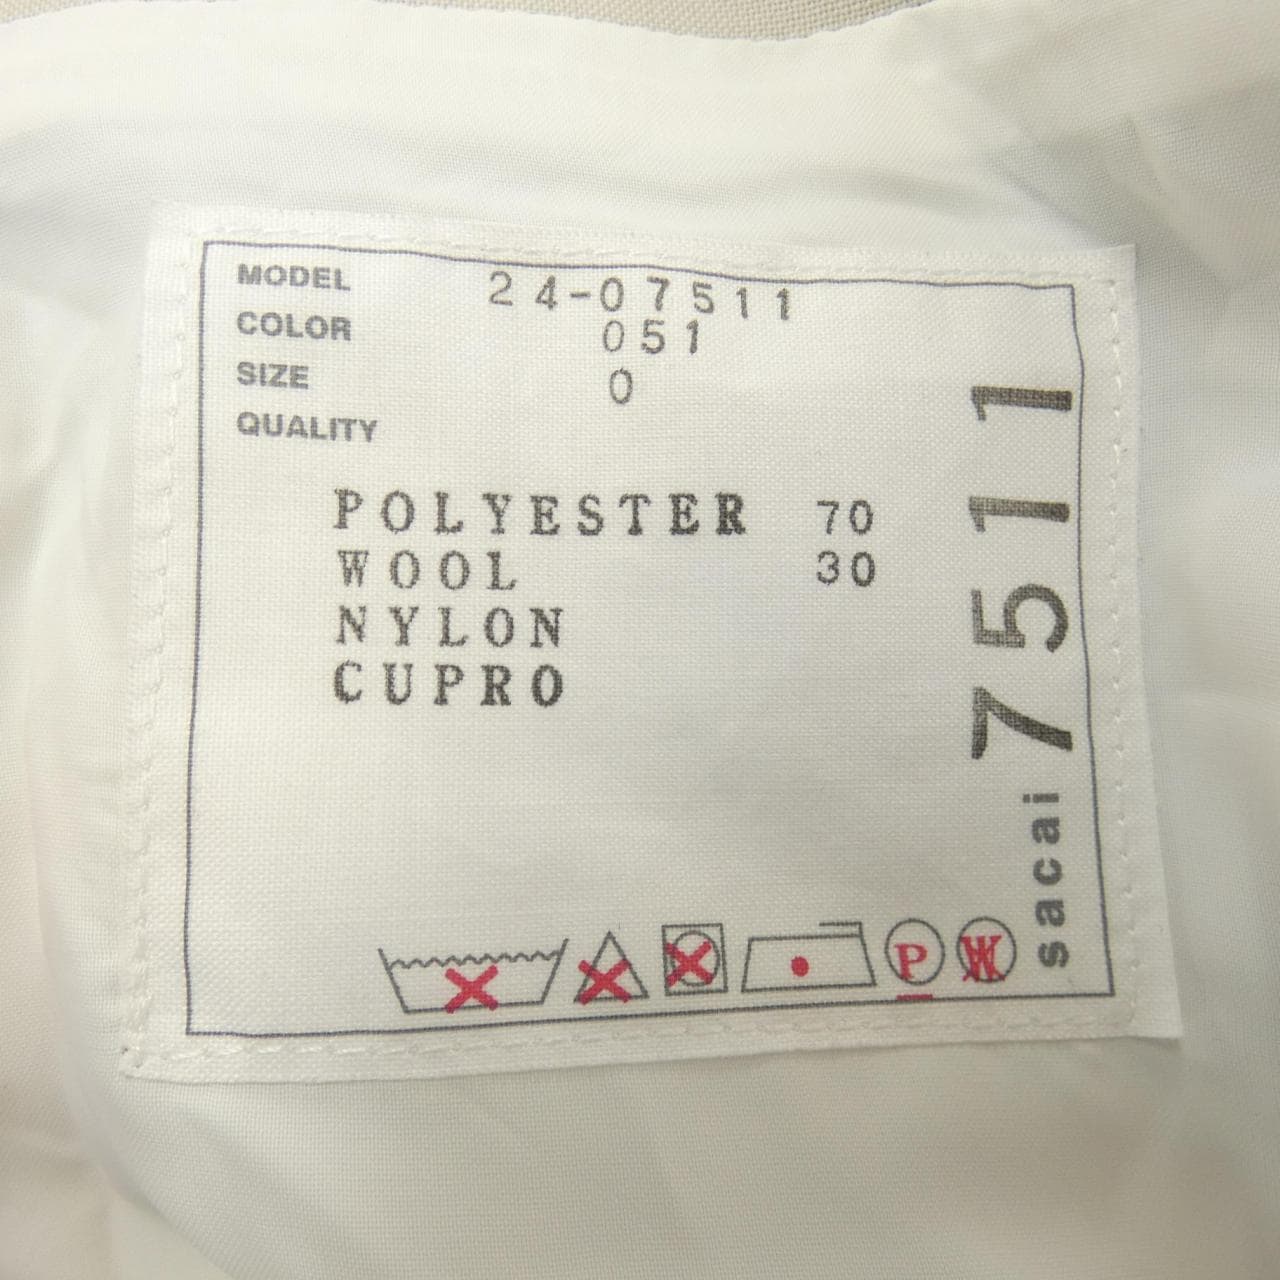 MODEL 24-07511
COLOR 051
SIZE 0
QUALITY
POLYESTER 70
WOOL 30
NYLON
CUPRO
sacai 7511
P W